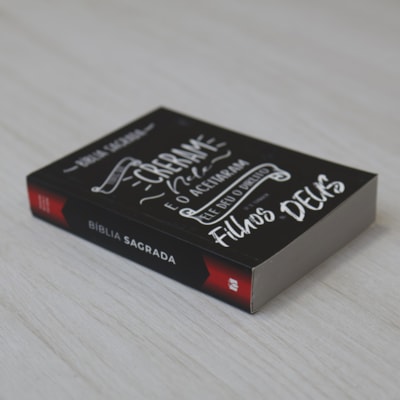 BÍBLIA SAGRADA
CRERAM
Nele
E O ACEITARAM
ELE DEU O DIREITO
Filhos DEUS
BÍBLIA SAGRADA